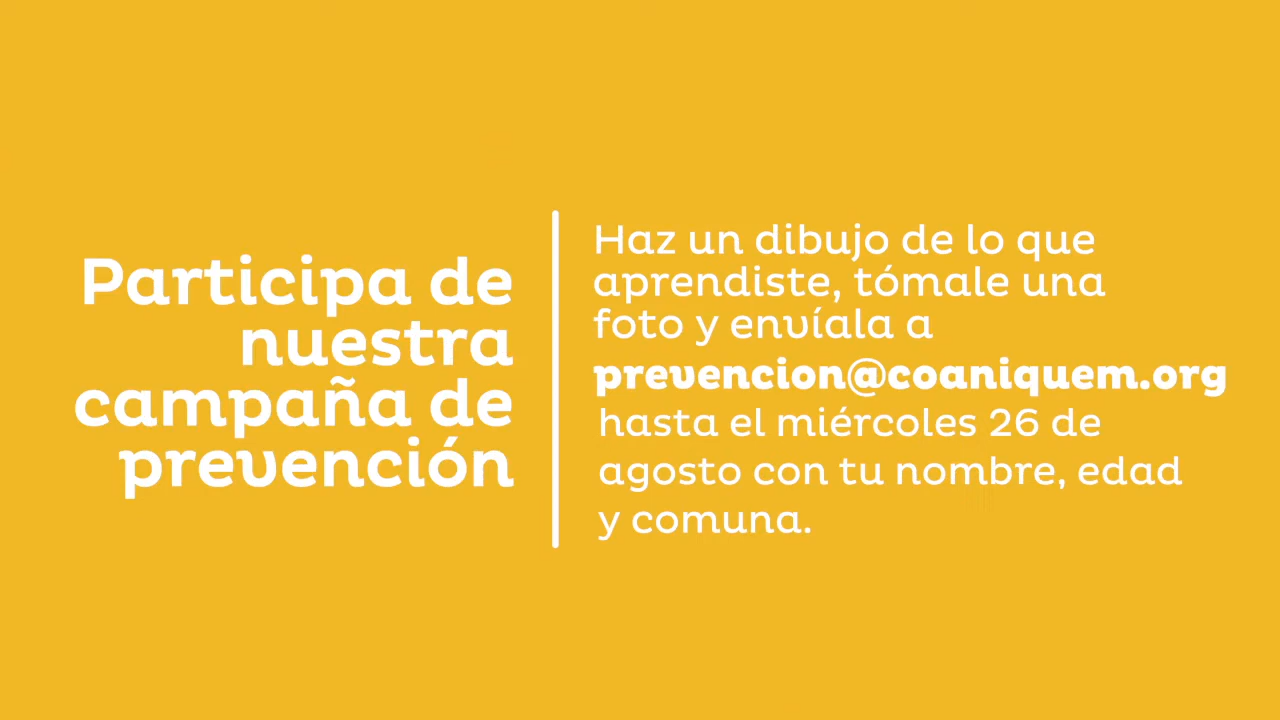 Participa de
nuestra
campaña de
prevención
Haz un dibujo de lo que
aprendiste, tómale una
foto y envíala a
prevencion@coaniquem.org
hasta el miércoles 26 de
agosto con tu nombre, edad
y comuna.